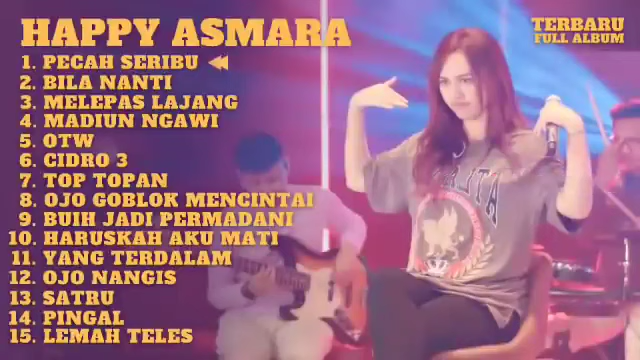 HAPPY ASMARA
TERBARU
FULL ALBUM
1. PECAH SERIBU
2. BILA NANTI
3. MELEPAS LAJANG
4. MADIUN NGAWI
5. OTW
6. CIDRO 3
7. TOP TOPAN
8. OJO GOBLOK MENCINTAI
9. BUIH JADI PERMADANI
10. HARUSKAH AKU MATI
11. YANG TERDALAM
12. OJO NANGIS
13. SATRU
14. PINGAL
15. LEMAH TELES